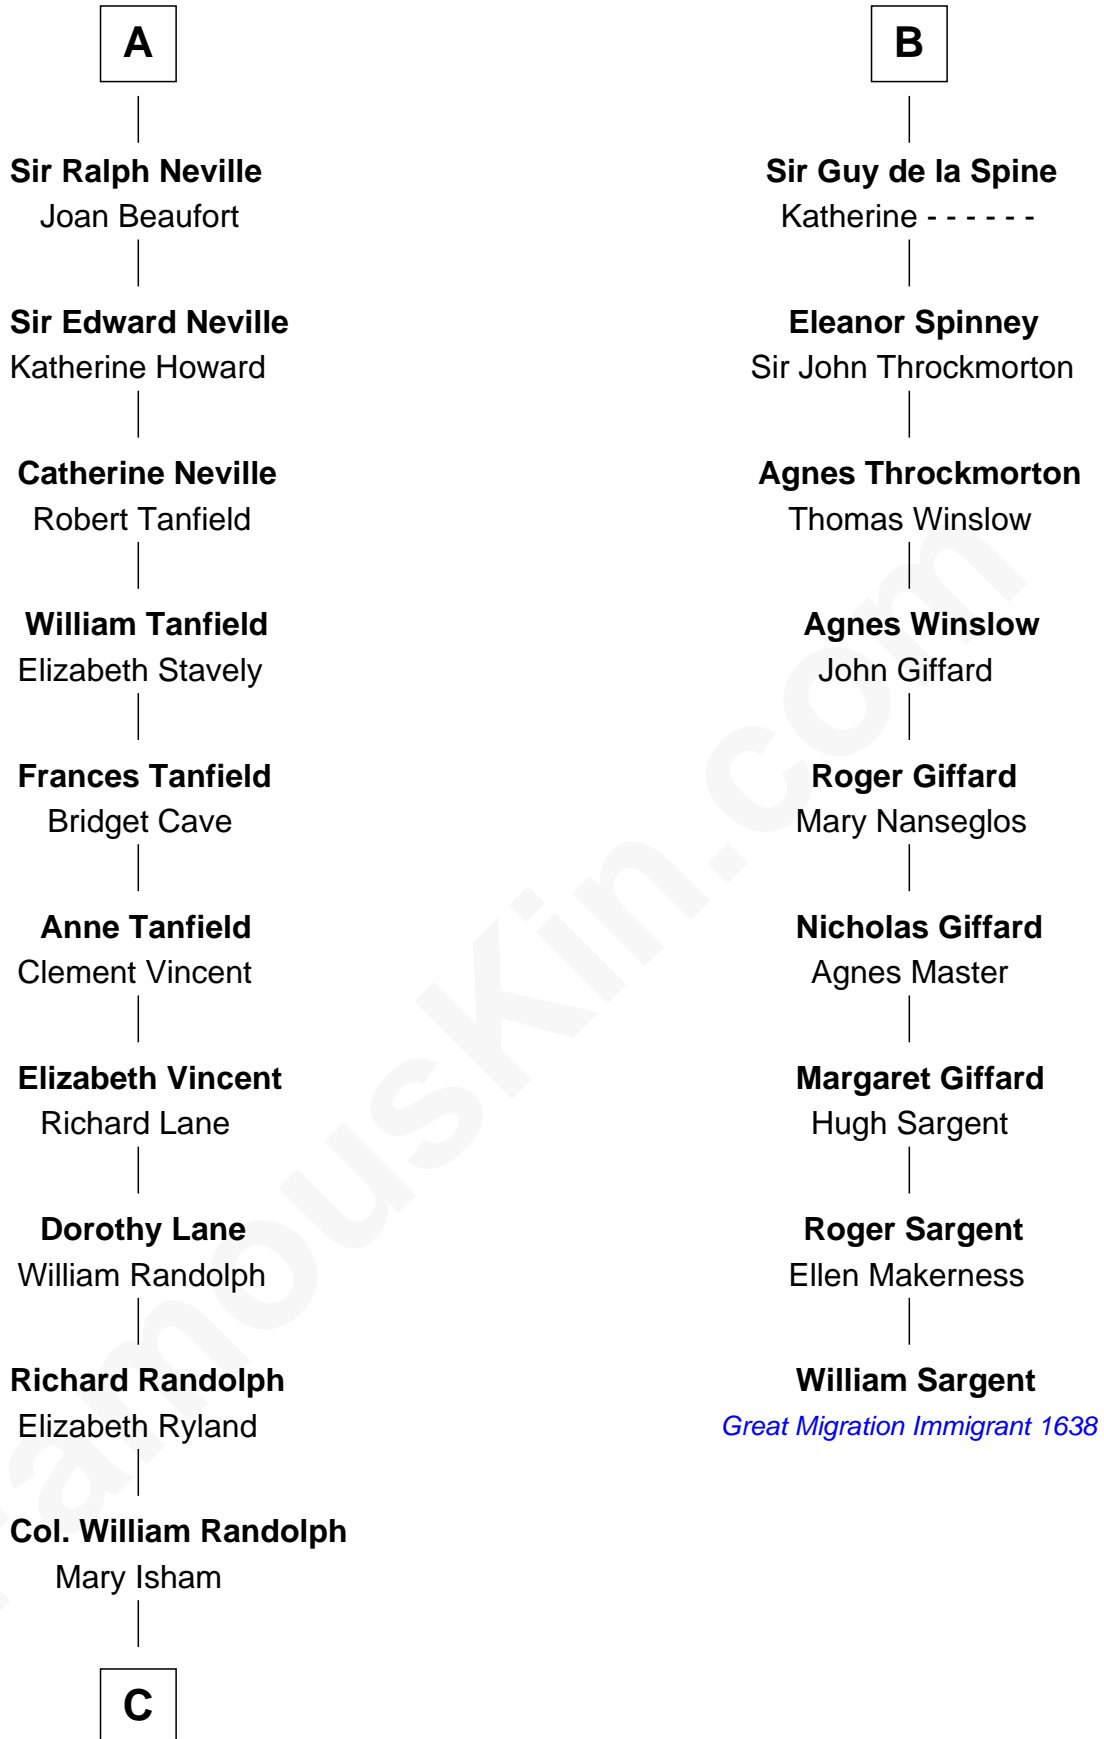 A
Sir Ralph Neville
Joan Beaufort
Sir Edward Neville
Katherine Howard
Catherine Neville
Robert Tanfield
William Tanfield
Elizabeth Stavely
Frances Tanfield
Bridget Cave
Anne Tanfield
Clement Vincent
Elizabeth Vincent
Richard Lane
Dorothy Lane
William Randolph
Richard Randolph
Elizabeth Ryland
Col. William Randolph
Mary Isham
C
B
Sir Guy de la Spine
Katherine - - - - - -
Eleanor Spinney
Sir John Throckmorton
Agnes Throckmorton
Thomas Winslow
Agnes Winslow
John Giffard
Roger Giffard
Mary Nanseglos
Nicholas Giffard
Agnes Master
Margaret Giffard
Hugh Sargent
Roger Sargent
Ellen Makerness
William Sargent
Great Migration Immigrant 1638
FamousKin.com